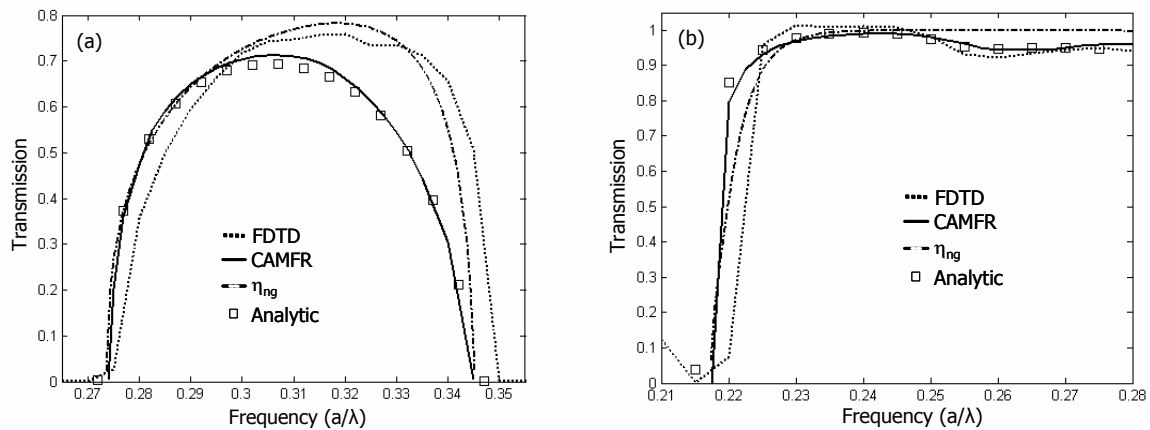 (a)
Transmission
0.8
0.7
0.6
0.5
0.4
0.3
0.2
0.1
0
FDTD
CAMFR
ηng
Analytic
0.27 0.28 0.29 0.30 0.31 0.32 0.33 0.34 0.35
Frequency (a/λ)
(b)
Transmission
1
0.9
0.8
0.7
0.6
0.5
0.4
0.3
0.2
0.1
0
FDTD
CAMFR
ηng
Analytic
0.21 0.22 0.23 0.24 0.25 0.26 0.27 0.28
Frequency (a/λ)